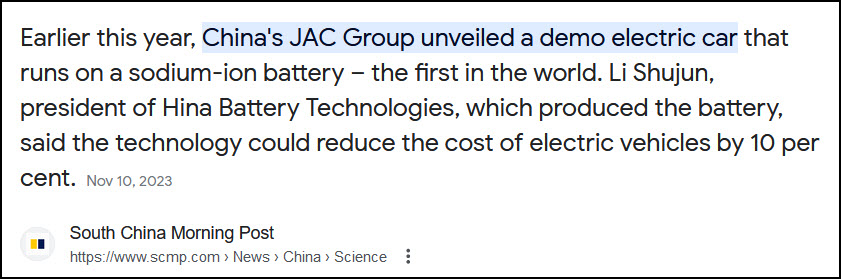 Earlier this year, China's JAC Group unveiled a demo electric car that
runs on a sodium-ion battery – the first in the world. Li Shujun,
president of Hina Battery Technologies, which produced the battery,
said the technology could reduce the cost of electric vehicles by 10 per
cent. Nov 10, 2023
South China Morning Post
https://www.scmp.com › News › China › Science